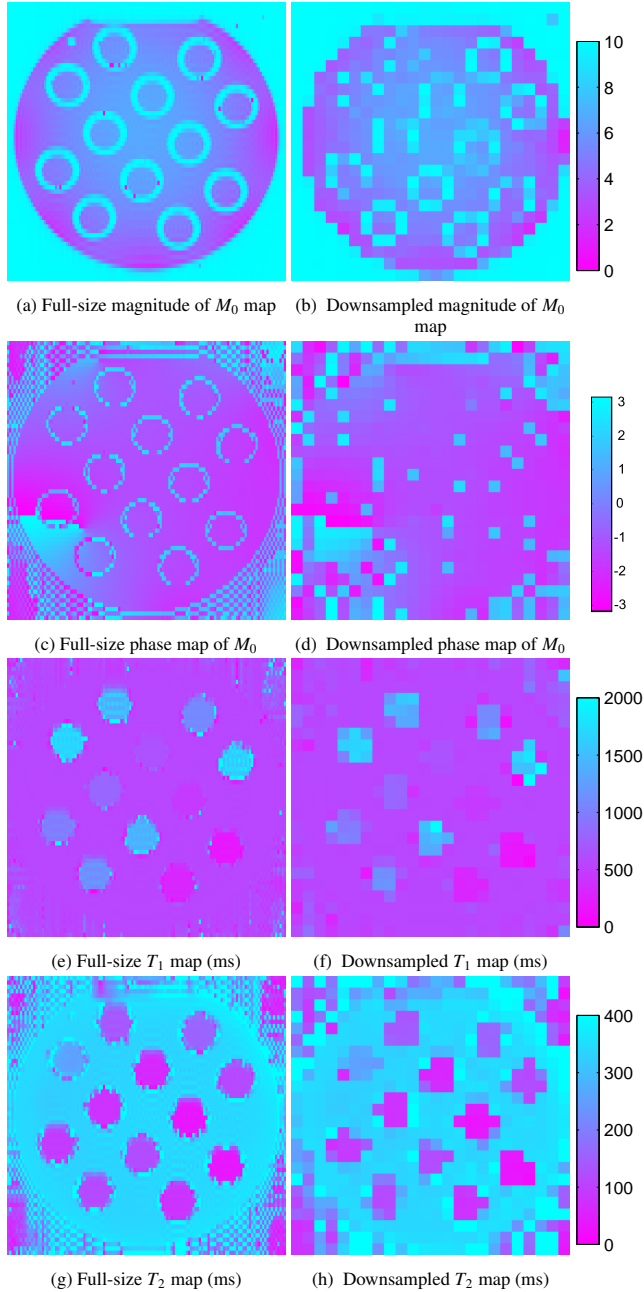 10
8
6
4
2
0
(a) Full-size magnitude of M0 map
(b) Downsampled magnitude of M0
map
3
2
1
0
-1
-2
-3
(c) Full-size phase map of M0
(d) Downsampled phase map of M0
2000
1500
1000
500
0
(e) Full-size T1 map (ms)
(f) Downsampled T1 map (ms)
400
300
200
100
0
(g) Full-size T2 map (ms)
(h) Downsampled T2 map (ms)